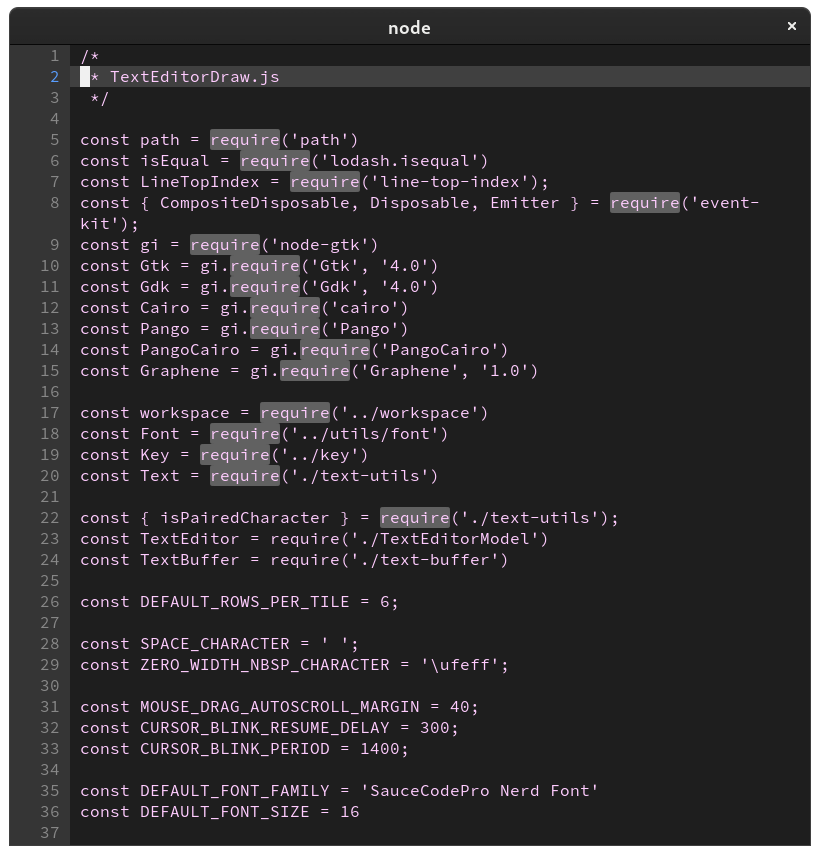 node
×
1 /*
2 * TextEditorDraw.js
3 */
4
5 const path = require('path')
6 const isEqual = require('lodash.isequal')
7 const LineTopIndex = require('line-top-index');
8 const { CompositeDisposable, Disposable, Emitter } = require('event-
kit');
9 const gi = require('node-gtk')
10 const Gtk = gi.require('Gtk', '4.0')
11 const Gdk = gi.require('Gdk', '4.0')
12 const Cairo = gi.require('cairo')
13 const Pango = gi.require('Pango')
14 const PangoCairo = gi.require('PangoCairo')
15 const Graphene = gi.require('Graphene', '1.0')
16
17 const workspace = require('../workspace')
18 const Font = require('../utils/font')
19 const Key = require('../key')
20 const Text = require('./text-utils')
21
22 const { isPairedCharacter } = require('./text-utils');
23 const TextEditor = require('./TextEditorModel')
24 const TextBuffer = require('./text-buffer')
25
26 const DEFAULT_ROWS_PER_TILE = 6;
27
28 const SPACE_CHARACTER = ' ';
29 const ZERO_WIDTH_NBSP_CHARACTER = '\ufeff';
30
31 const MOUSE_DRAG_AUTOSCROLL_MARGIN = 40;
32 const CURSOR_BLINK_RESUME_DELAY = 300;
33 const CURSOR_BLINK_PERIOD = 1400;
34
35 const DEFAULT_FONT_FAMILY = 'SauceCodePro Nerd Font'
36 const DEFAULT_FONT_SIZE = 16
37